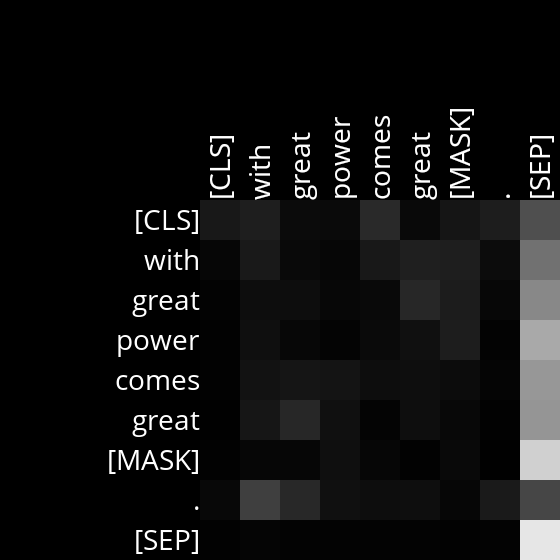 [CLS] with great power comes great [MASK] . [SEP]
[CLS]
with
great
power
comes
great
[MASK]
.
[SEP]